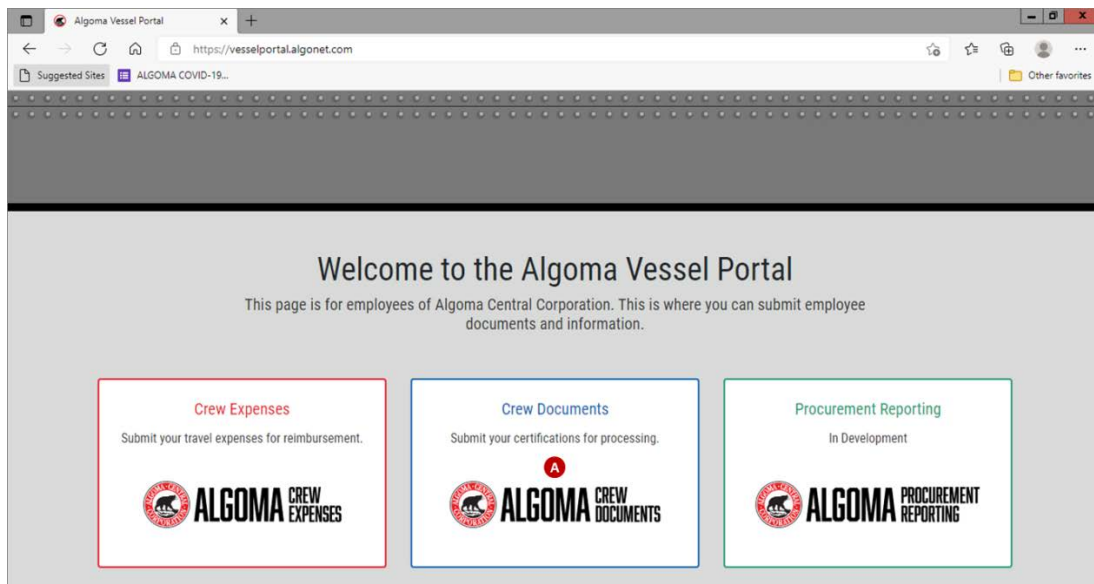 Algoma Vessel Portal
https://vesselportal.algonet.com
Suggested Sites
ALGOMA COVID-19...
Other favorites
Welcome to the Algoma Vessel Portal
This page is for employees of Algoma Central Corporation. This is where you can submit employee
documents and information.
Crew Expenses
Submit your travel expenses for reimbursement.
ALGOMA CREW EXPENSES
Crew Documents
Submit your certifications for processing.
A
ALGOMA CREW DOCUMENTS
Procurement Reporting
In Development
ALGOMA PROCUREMENT REPORTING